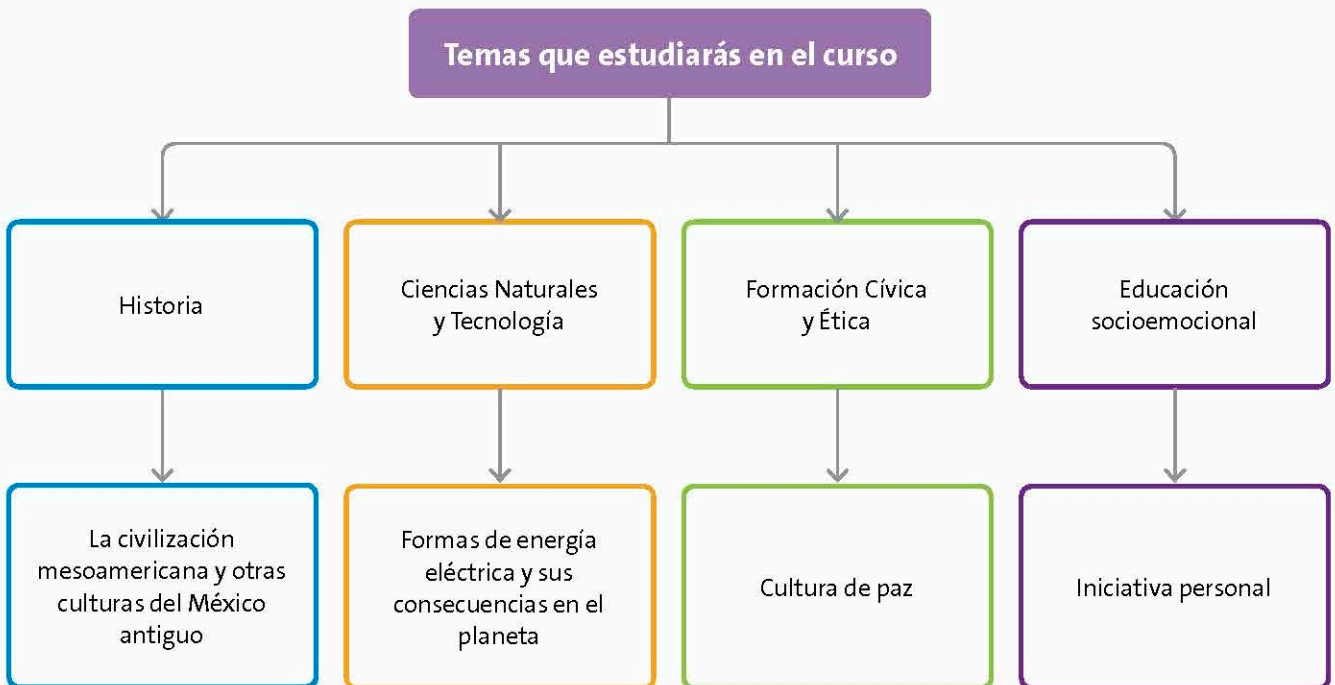 Temas que estudiarás en el curso
Historia
Ciencias Naturales
y Tecnología
Formación Cívica
y Ética
Educación
socioemocional
La civilización
mesoamericana y otras
culturas del México
antiguo
Formas de energía
eléctrica y sus
consecuencias en el
planeta
Cultura de paz
Iniciativa personal